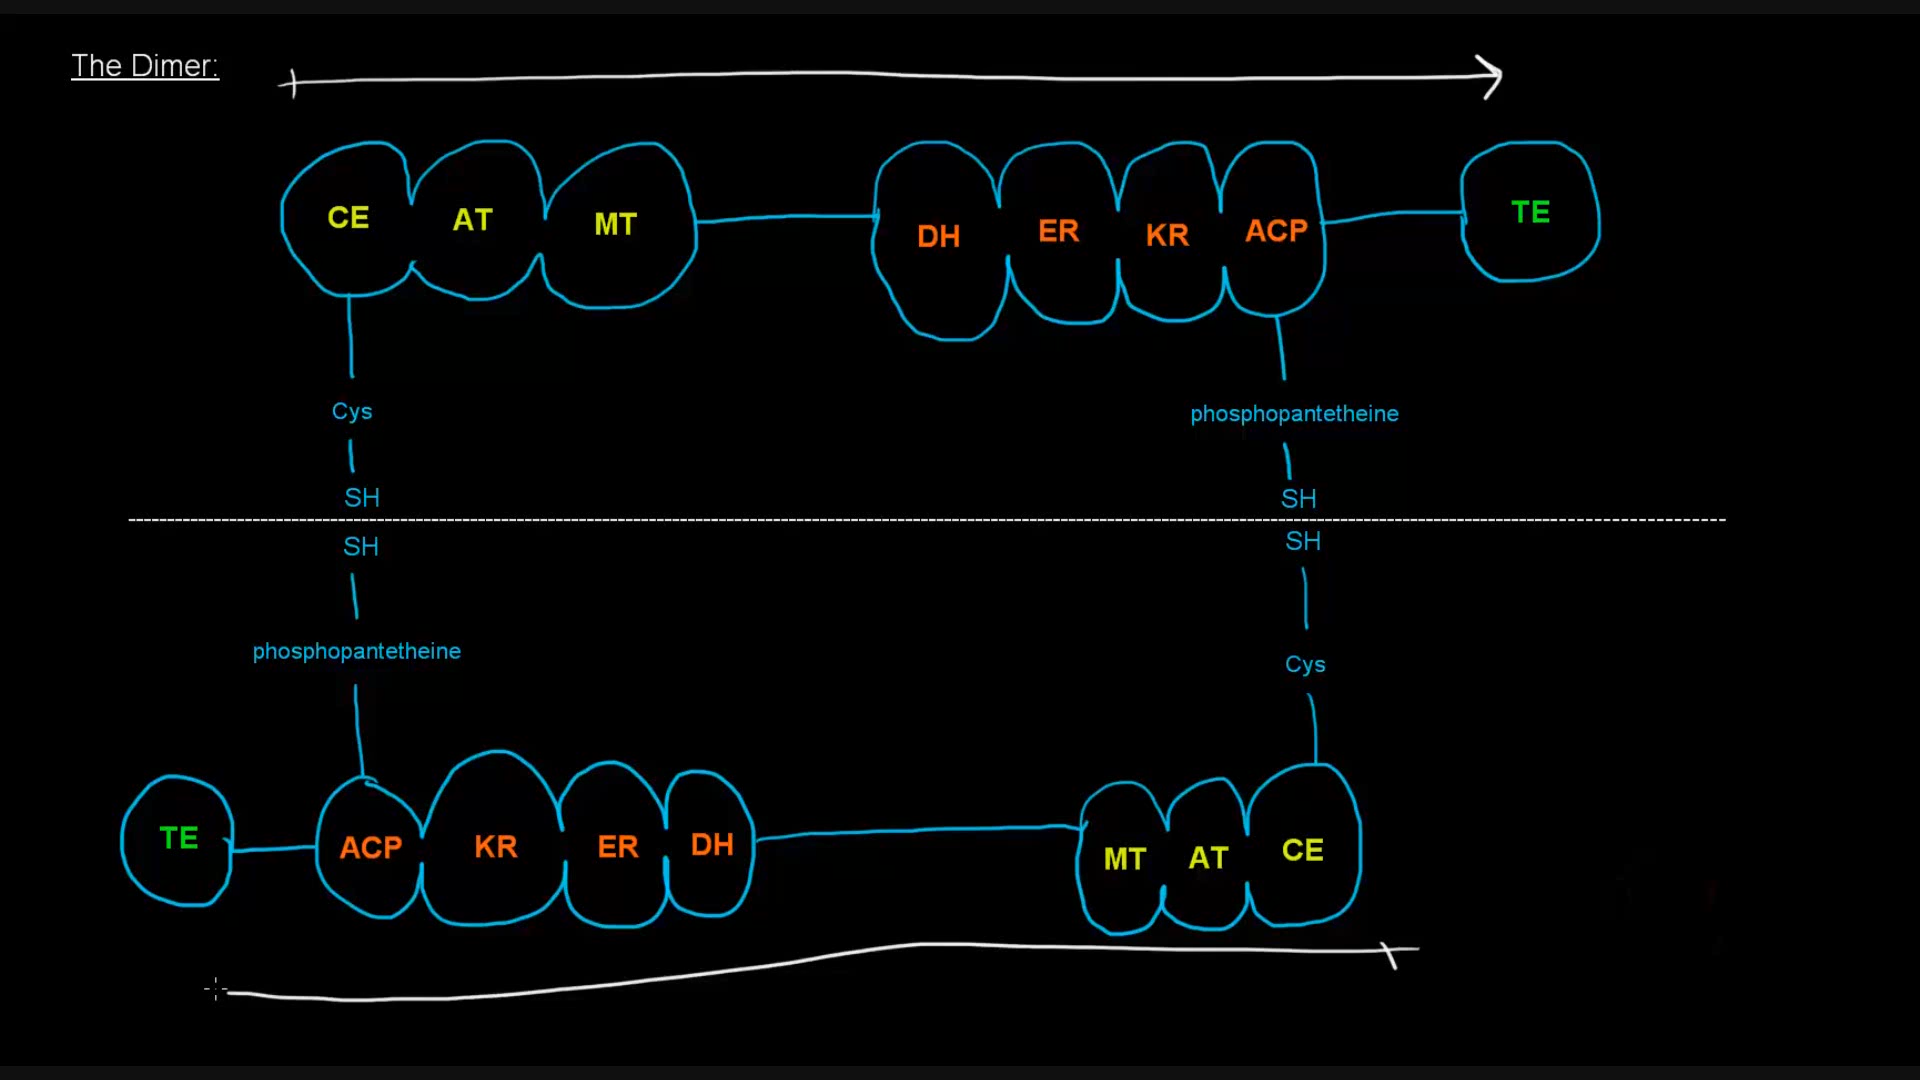 The Dimer:
CE AT MT DH ER KR ACP TE
Cys phosphopantetheine
SH SH
SH SH
phosphopantetheine Cys
TE ACP KR ER DH MT AT CE